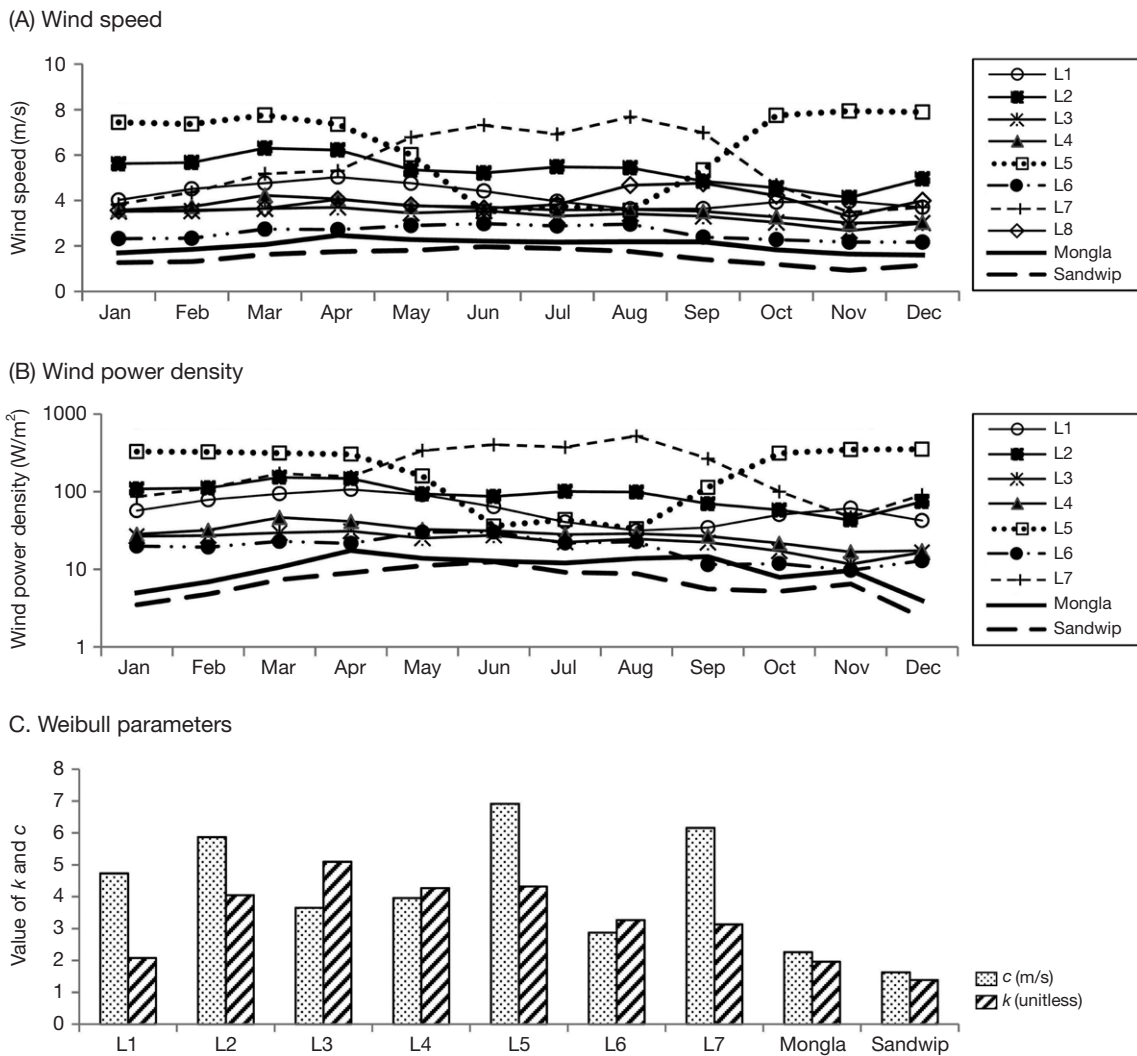 (A) Wind speed
Wind speed (m/s)
10
8
6
4
2
0
Jan Feb Mar Apr May Jun Jul Aug Sep Oct Nov Dec
L1
L2
L3
L4
L5
L6
L7
L8
Mongla
Sandwip
(B) Wind power density
Wind power density (W/m²)
1000
100
10
1
Jan Feb Mar Apr May Jun Jul Aug Sep Oct Nov Dec
L1
L2
L3
L4
L5
L6
L7
Mongla
Sandwip
C. Weibull parameters
Value of k and c
8
7
6
5
4
3
2
1
0
L1 L2 L3 L4 L5 L6 L7 Mongla Sandwip
c (m/s)
k (unitless)